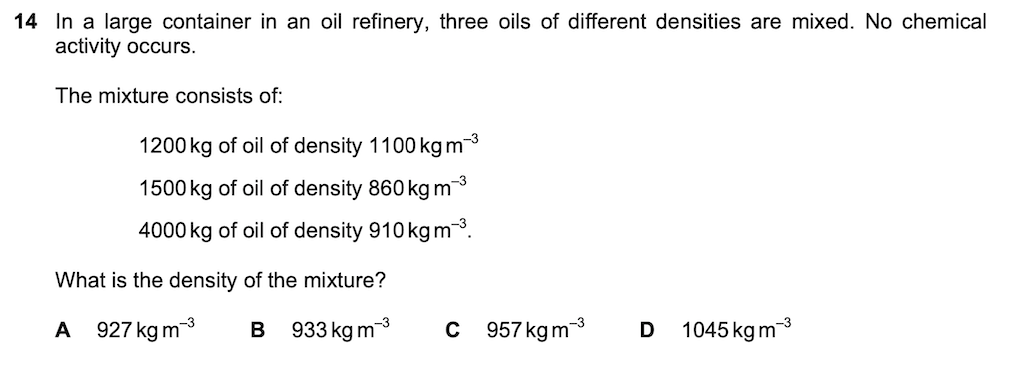 14 In a large container in an oil refinery, three oils of different densities are mixed. No chemical
activity occurs.
The mixture consists of:
1200 kg of oil of density 1100 kg m⁻³
1500 kg of oil of density 860 kg m⁻³
4000 kg of oil of density 910 kg m⁻³.
What is the density of the mixture?
A 927 kg m⁻³ B 933 kg m⁻³ C 957 kg m⁻³ D 1045 kg m⁻³